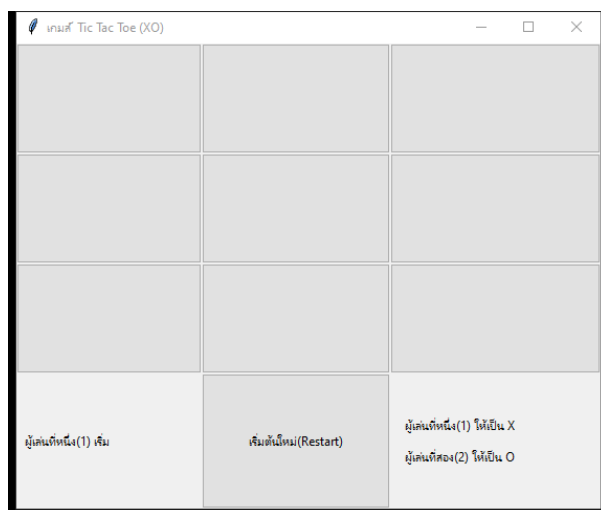 เกมส์ Tic Tac Toe (XO)
ผู้เล่นที่หนึ่ง(1) เริ่ม
เริ่มต้นใหม่(Restart)
ผู้เล่นที่หนึ่ง(1) ให้เป็น X
ผู้เล่นที่สอง(2) ให้เป็น O